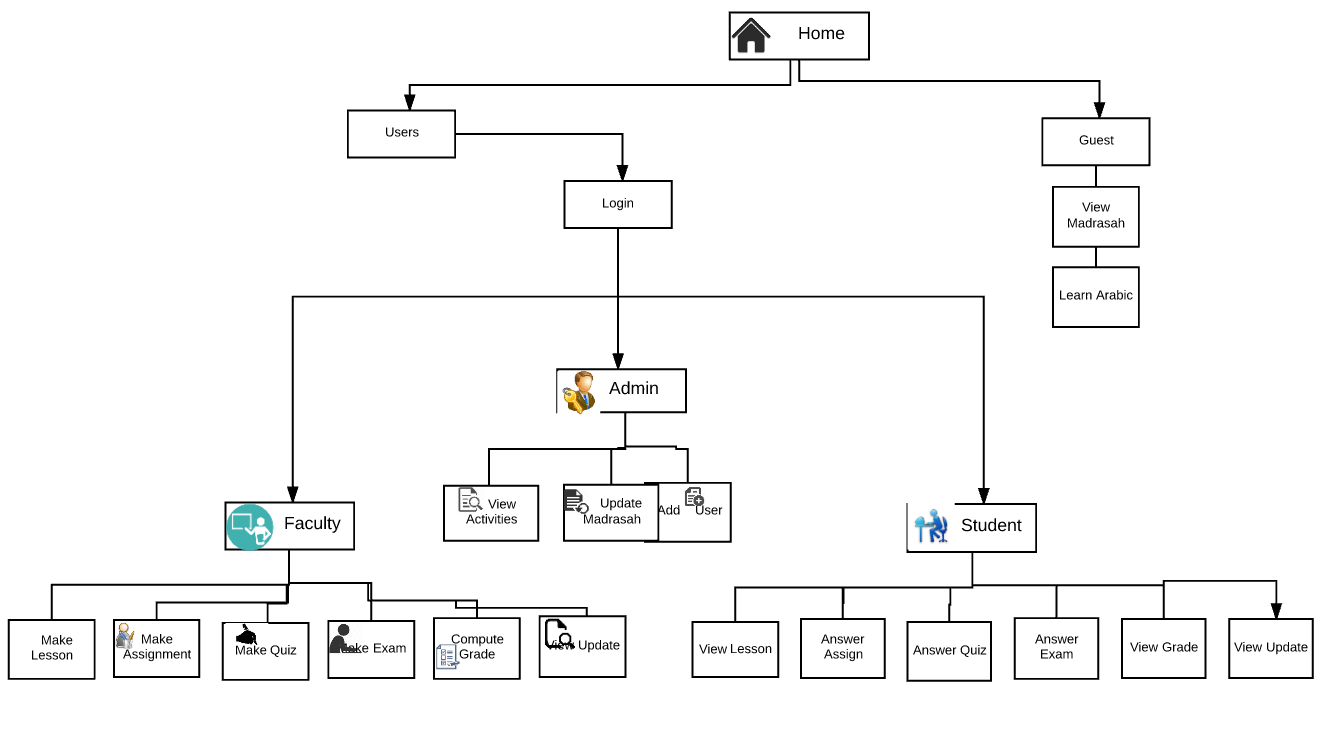 Home
Users
Guest
Login
View
Madrasah
Learn Arabic
Admin
View
Activities
Update
Madrasah
Add User
Faculty
Student
Make
Lesson
Make
Assignment
Make Quiz
Make Exam
Compute
Grade
View Update
View Lesson
Answer
Assign
Answer Quiz
Answer
Exam
View Grade
View Update